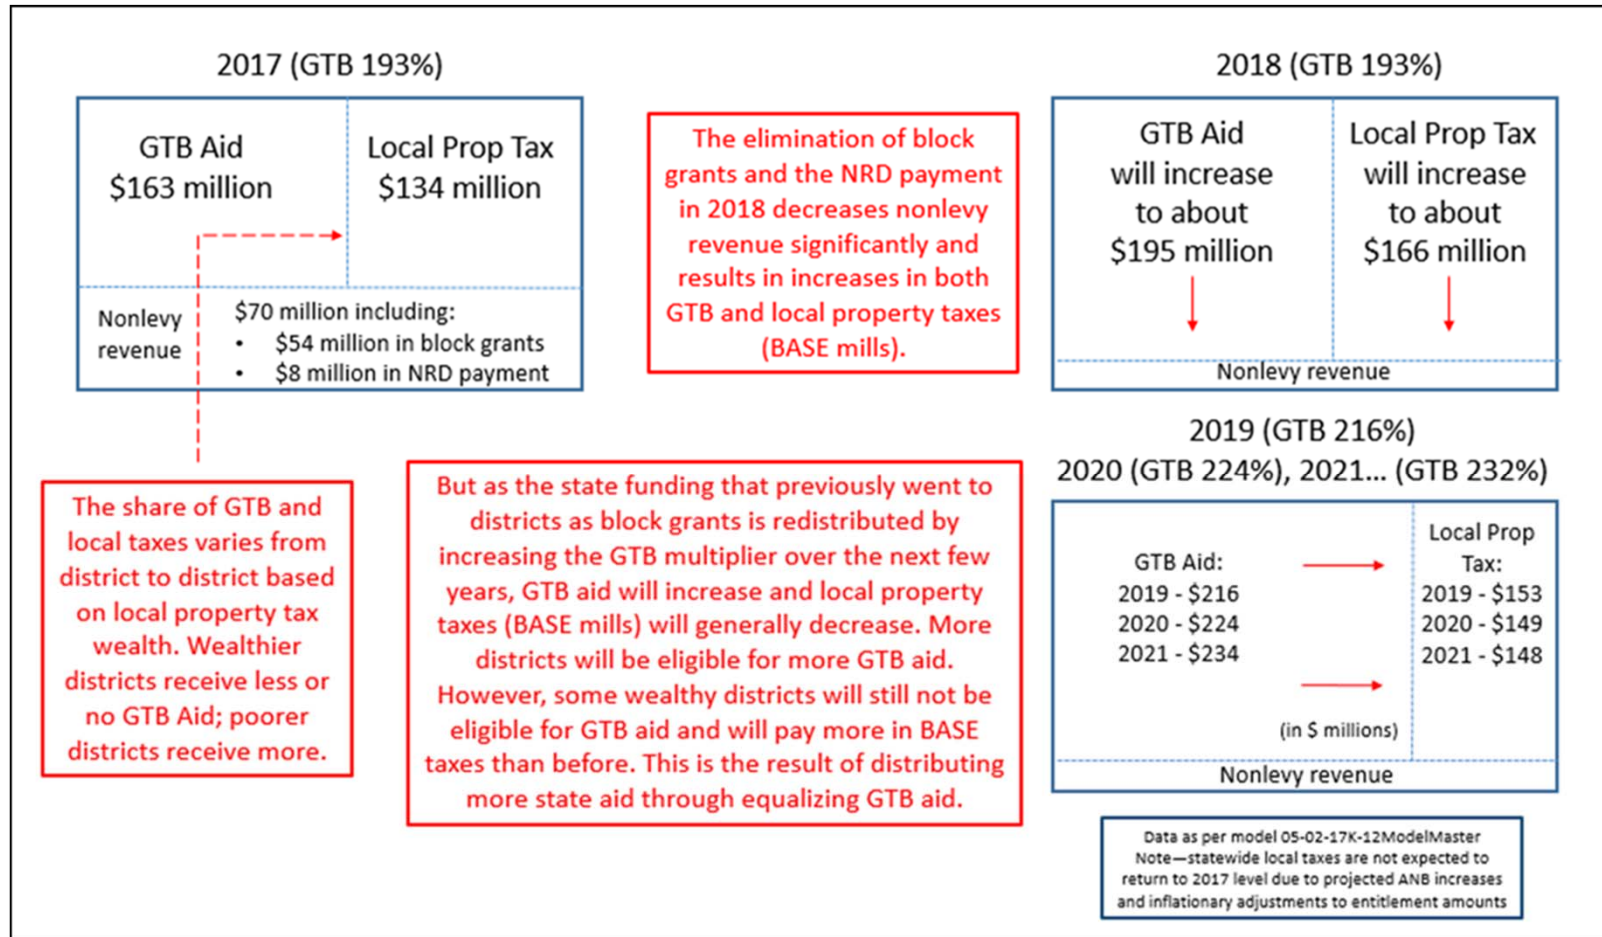 2017 (GTB 193%)
GTB Aid
$163 million
Local Prop Tax
$134 million
Nonlevy
revenue
$70 million including:
• $54 million in block grants
• $8 million in NRD payment
The share of GTB and
local taxes varies from
district to district based
on local property tax
wealth. Wealthier
districts receive less or
no GTB Aid; poorer
districts receive more.
The elimination of block
grants and the NRD payment
in 2018 decreases nonlevy
revenue significantly and
results in increases in both
GTB and local property taxes
(BASE mills).
But as the state funding that previously went to
districts as block grants is redistributed by
increasing the GTB multiplier over the next few
years, GTB aid will increase and local property
taxes (BASE mills) will generally decrease. More
districts will be eligible for more GTB aid.
However, some wealthy districts will still not be
eligible for GTB aid and will pay more in BASE
taxes than before. This is the result of distributing
more state aid through equalizing GTB aid.
2018 (GTB 193%)
GTB Aid
will increase
to about
$195 million
Local Prop Tax
will increase
to about
$166 million
Nonlevy revenue
2019 (GTB 216%)
2020 (GTB 224%), 2021... (GTB 232%)
GTB Aid:
2019 - $216
2020 - $224
2021 - $234
Local Prop
Tax:
2019 - $153
2020 - $149
2021 - $148
(in $ millions)
Nonlevy revenue
Data as per model 05-02-17K-12ModelMaster
Note—statewide local taxes are not expected to
return to 2017 level due to projected ANB increases
and inflationary adjustments to entitlement amounts